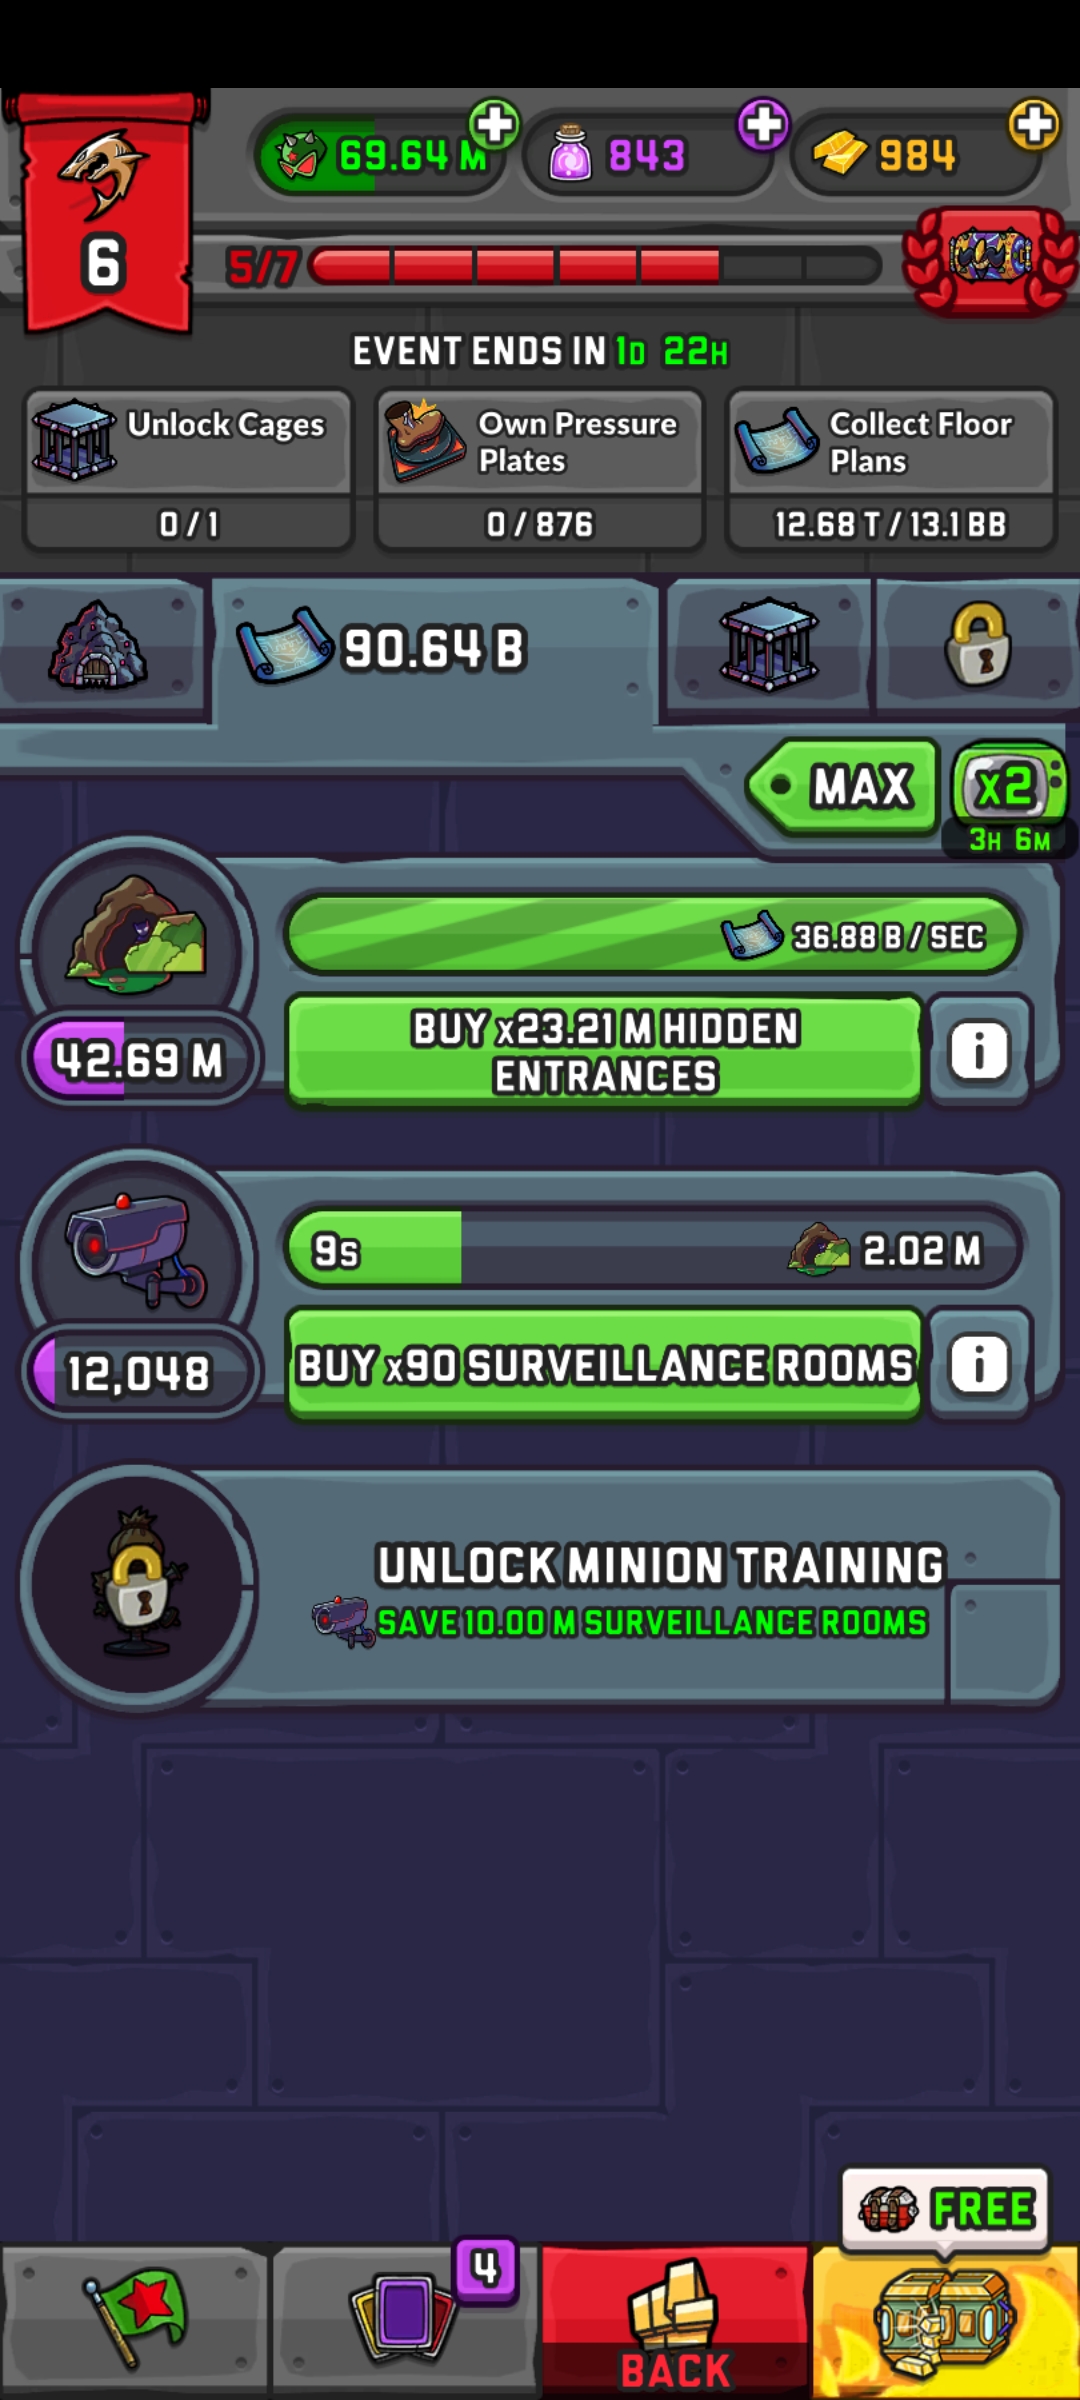 69.64 M
843
984
6
5/7
EVENT ENDS IN 1D 22H
Unlock Cages
0 / 1
Own Pressure
Plates
0 / 876
Collect Floor
Plans
12.68 T / 13.1 BB
90.64 B
MAX
x2
3H 6M
36.88 B / SEC
42.69 M
BUY x23.21 M HIDDEN
ENTRANCES
i
9s
2.02 M
12,048
BUY x90 SURVEILLANCE ROOMS
i
UNLOCK MINION TRAINING
SAVE 10.00 M SURVEILLANCE ROOMS
FREE
4
BACK